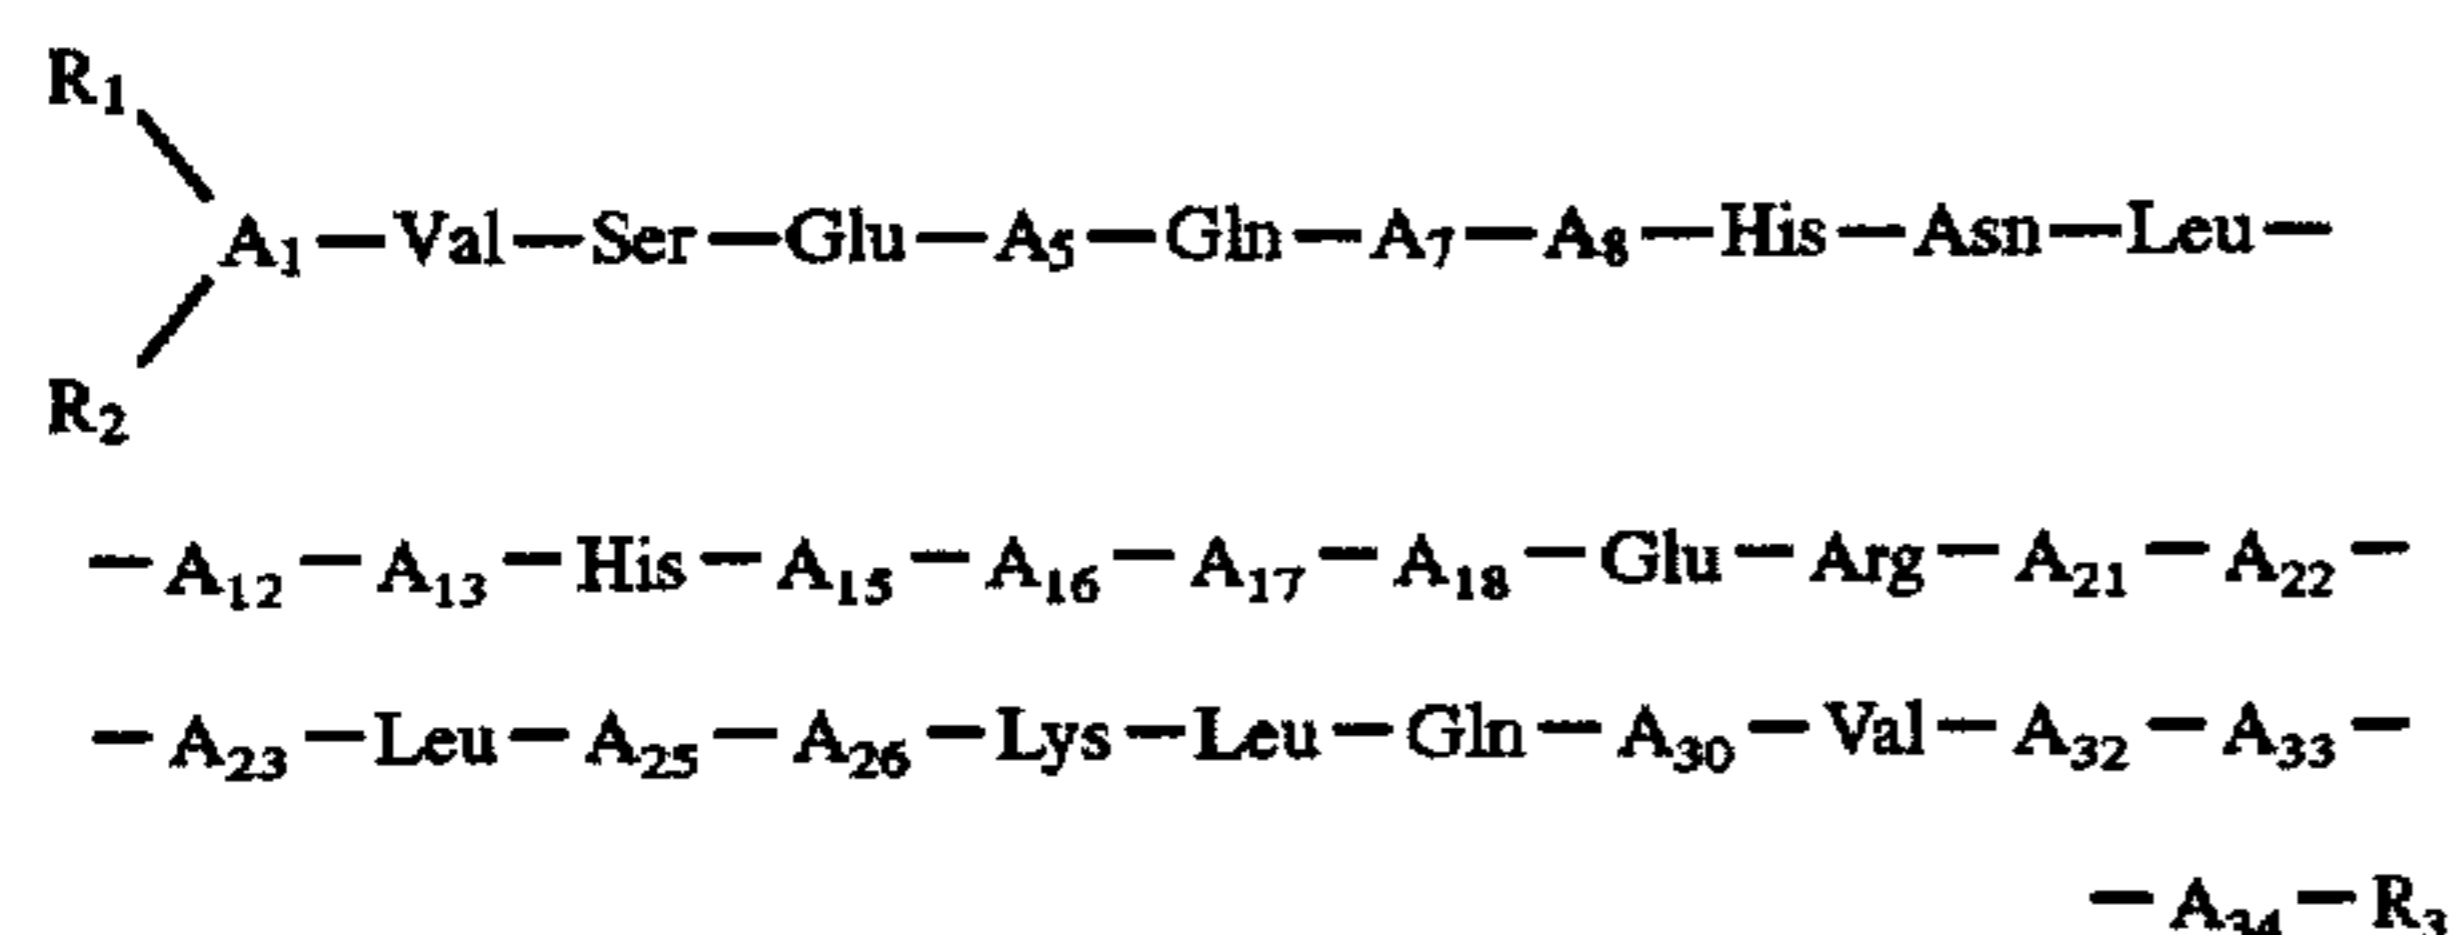 R₁
A₁—Val—Ser—Glu—A₅—Gln—A₇—A₈—His—Asn—Leu—
R₂
—A₁₂—A₁₃—His—A₁₅—A₁₆—A₁₇—A₁₈—Glu—Arg—A₂₁—A₂₂—
—A₂₃—Leu—A₂₅—A₂₆—Lys—Leu—Gln—A₃₀—Val—A₃₂—A₃₃—
—A₃₄—R₃